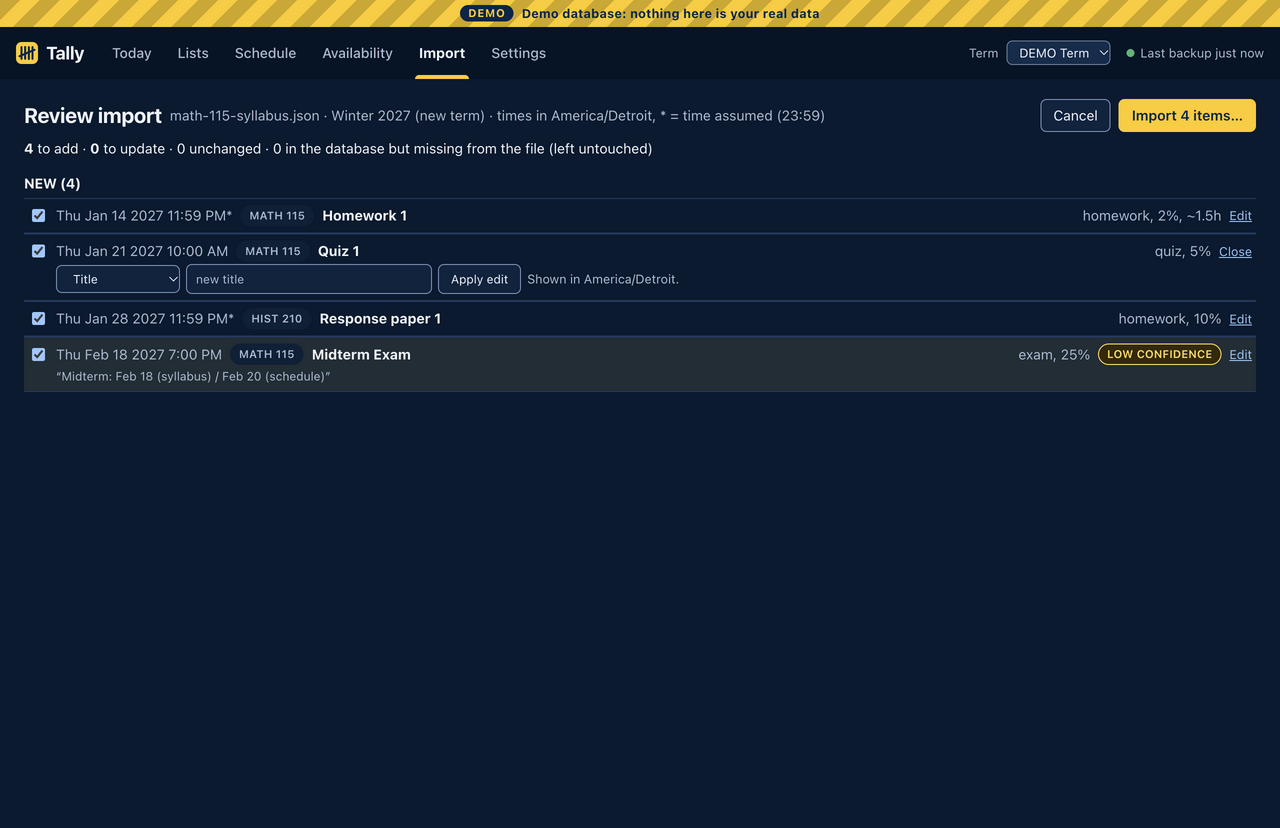 DEMO Demo database: nothing here is your real data
Tally Today Lists Schedule Availability Import Settings Term DEMO Term Last backup just now
Review import math-115-syllabus.json · Winter 2027 (new term) · times in America/Detroit, * = time assumed (23:59) Cancel Import 4 items...
4 to add · 0 to update · 0 unchanged · 0 in the database but missing from the file (left untouched)
NEW (4)
Thu Jan 14 2027 11:59 PM* MATH 115 Homework 1 homework, 2%, ~1.5h Edit
Thu Jan 21 2027 10:00 AM MATH 115 Quiz 1 quiz, 5% Close
Title new title Apply edit Shown in America/Detroit.
Thu Jan 28 2027 11:59 PM* HIST 210 Response paper 1 homework, 10% Edit
Thu Feb 18 2027 7:00 PM MATH 115 Midterm Exam exam, 25% LOW CONFIDENCE Edit
“Midterm: Feb 18 (syllabus) / Feb 20 (schedule)”